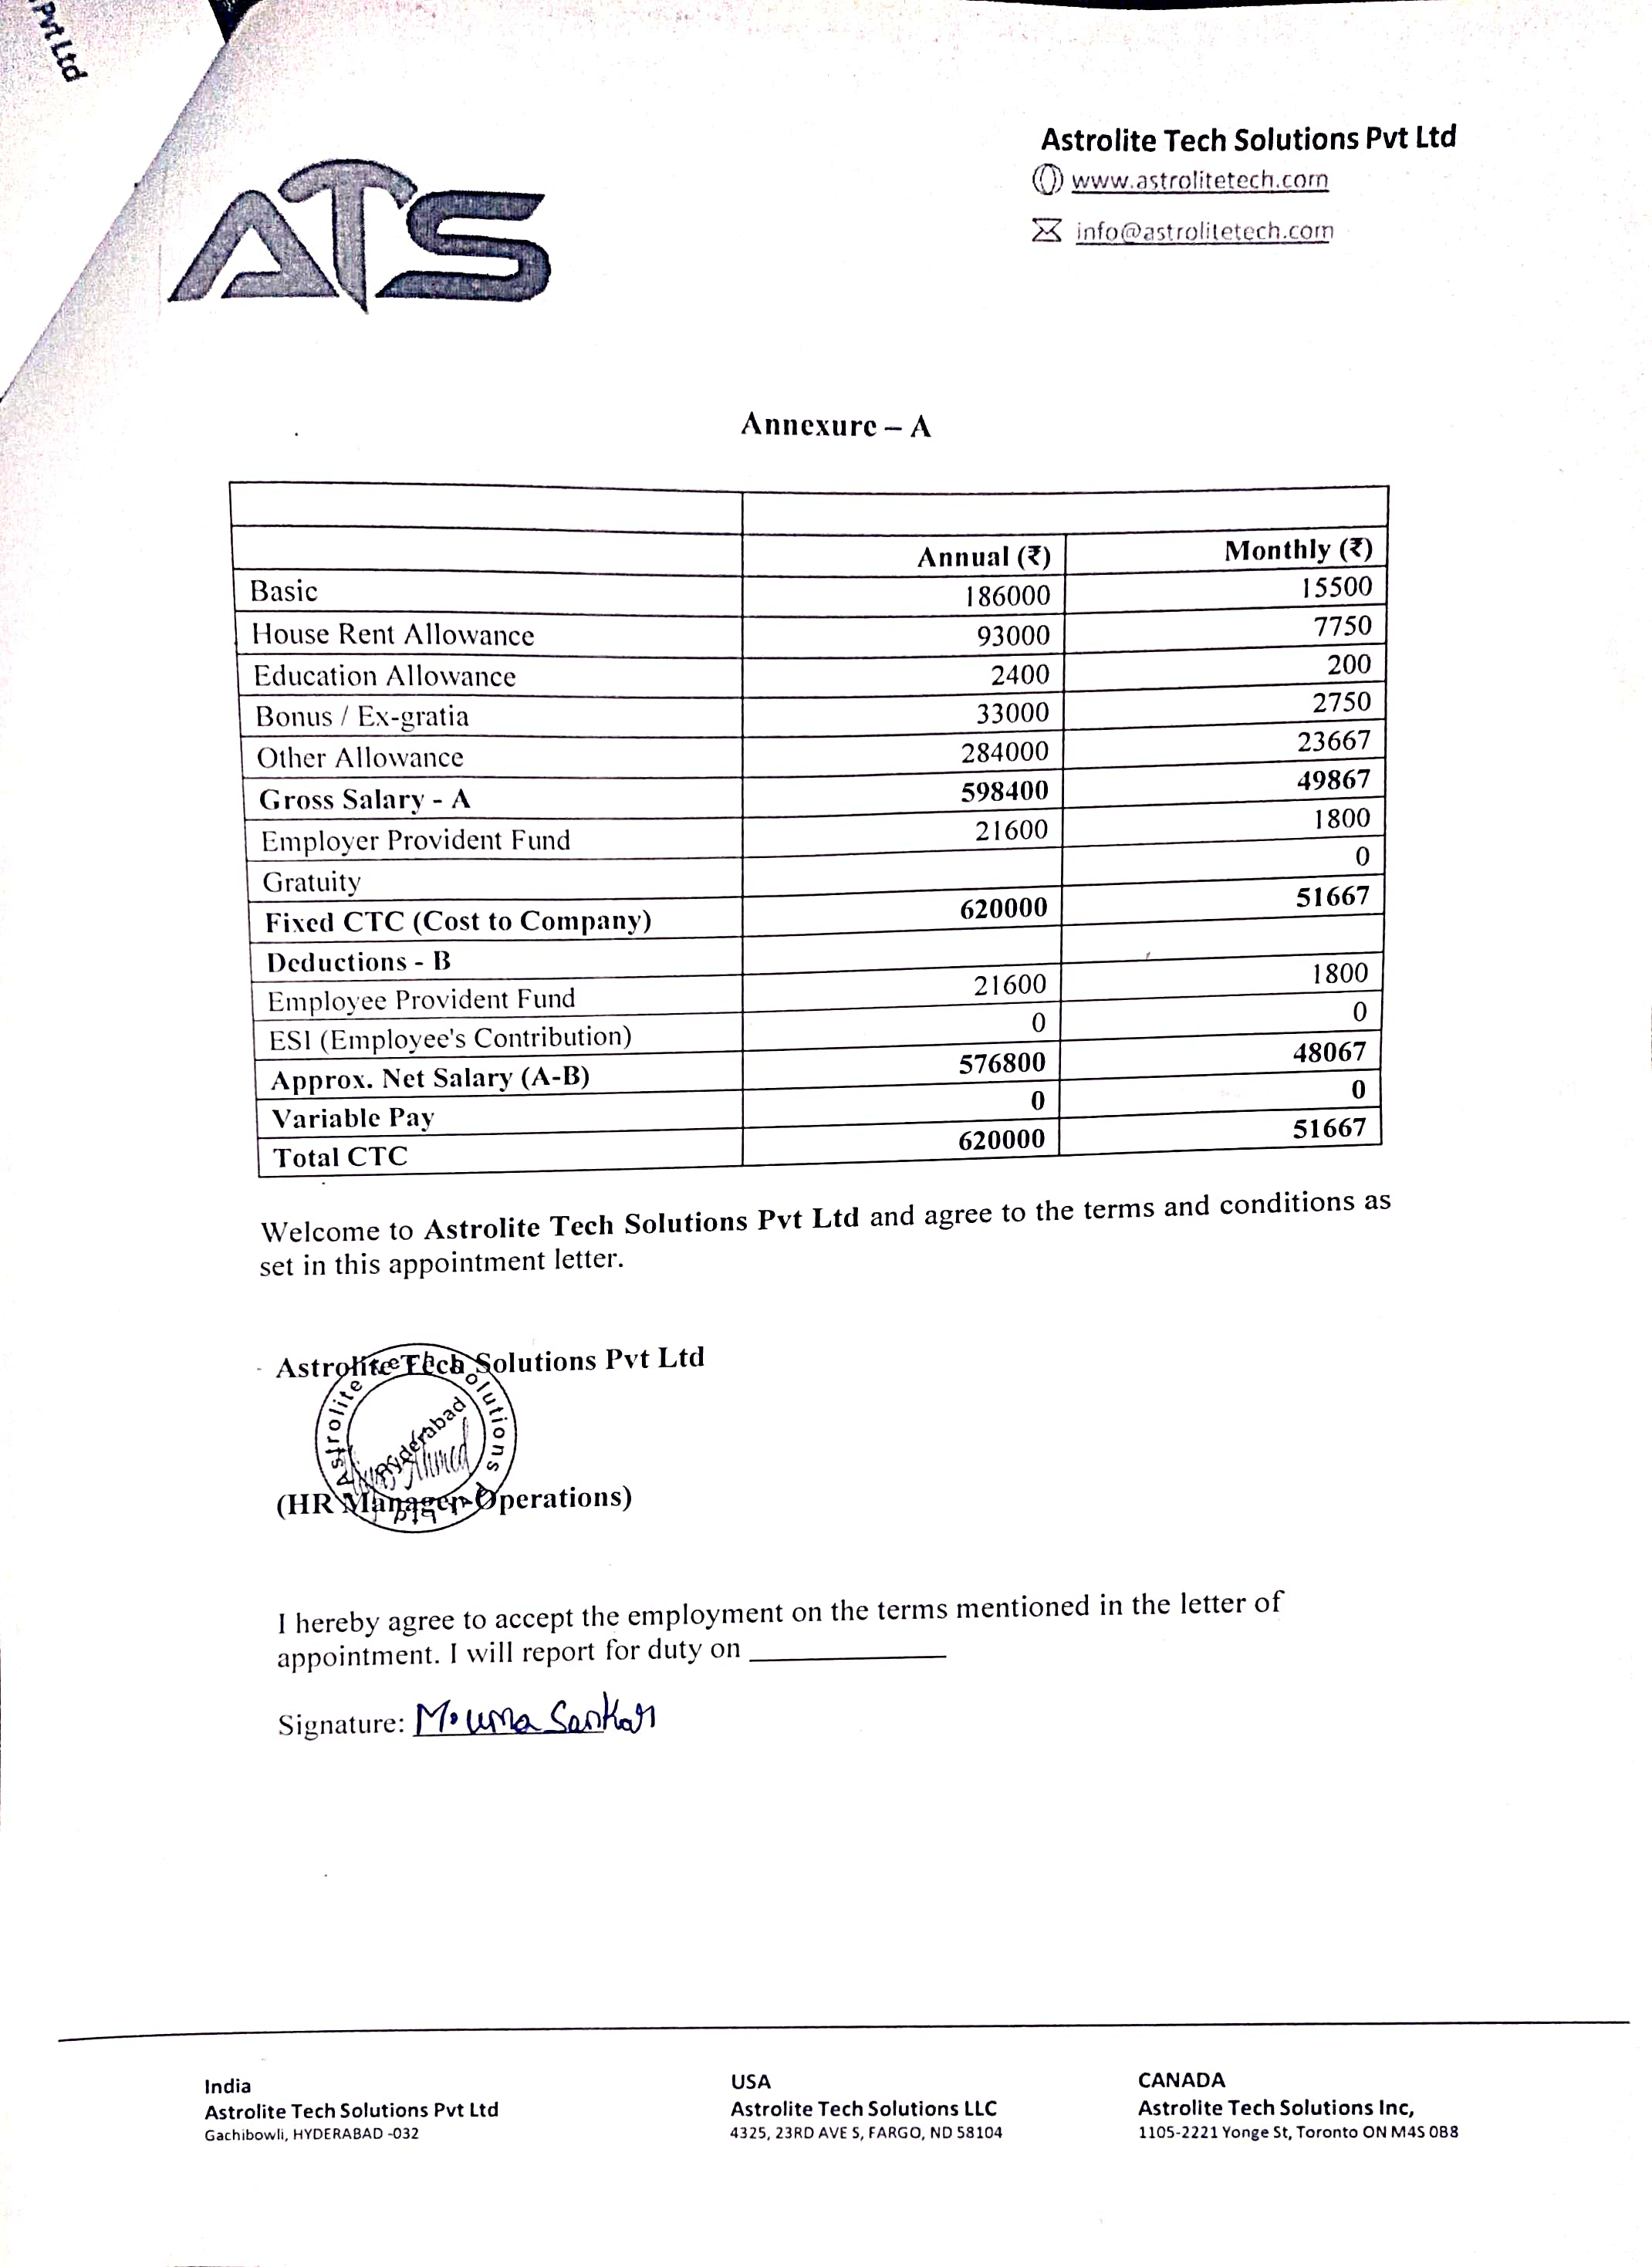 Pvt Ltd
ATS
Astrolite Tech Solutions Pvt Ltd
www.astrolitetech.com
info@astrolitetech.com
Annexure – A
Annual (₹) Monthly (₹)
Basic 186000 15500
House Rent Allowance 93000 7750
Education Allowance 2400 200
Bonus / Ex-gratia 33000 2750
Other Allowance 284000 23667
Gross Salary - A 598400 49867
Employer Provident Fund 21600 1800
Gratuity 0
Fixed CTC (Cost to Company) 620000 51667
Deductions - B
Employee Provident Fund 21600 1800
ESI (Employee's Contribution) 0 0
Approx. Net Salary (A-B) 576800 48067
Variable Pay 0 0
Total CTC 620000 51667
Welcome to Astrolite Tech Solutions Pvt Ltd and agree to the terms and conditions as
set in this appointment letter.
Astrolite Tech Solutions Pvt Ltd
Astrolite Tech Solutions Pvt Ltd
Hyderabad
Ahmed
(HR Manager-Operations)
I hereby agree to accept the employment on the terms mentioned in the letter of
appointment. I will report for duty on
Signature: M. uma Sankar
India
Astrolite Tech Solutions Pvt Ltd
Gachibowli, HYDERABAD -032
USA
Astrolite Tech Solutions LLC
4325, 23RD AVE S, FARGO, ND 58104
CANADA
Astrolite Tech Solutions Inc,
1105-2221 Yonge St, Toronto ON M4S 0B8